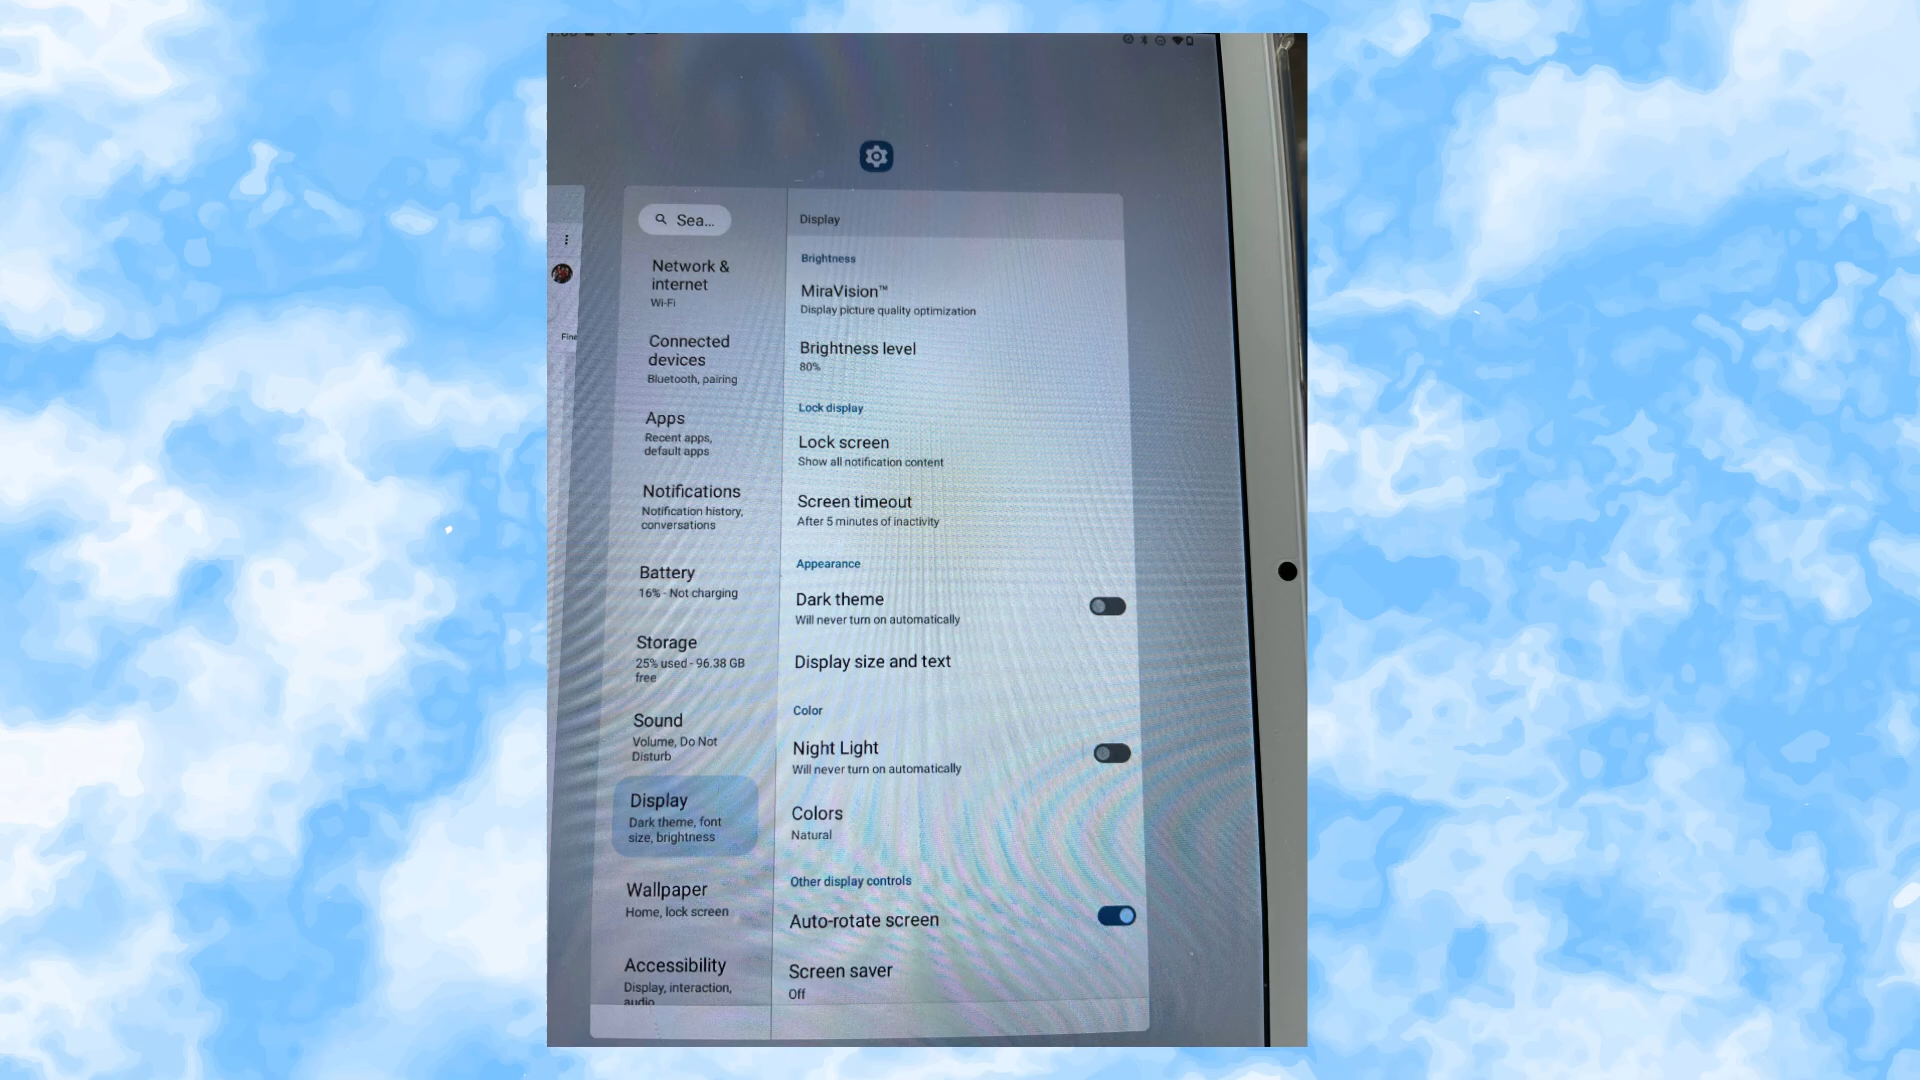 Sea...
Network &
internet
Wi-Fi
Connected
devices
Bluetooth, pairing
Apps
Recent apps,
default apps
Notifications
Notification history,
conversations
Battery
16% - Not charging
Storage
25% used - 96.38 GB
free
Sound
Volume, Do Not
Disturb
Display
Dark theme, font
size, brightness
Wallpaper
Home, lock screen
Accessibility
Display, interaction,
audio
Display
Brightness
MiraVision™
Display picture quality optimization
Brightness level
80%
Lock display
Lock screen
Show all notification content
Screen timeout
After 5 minutes of inactivity
Appearance
Dark theme
Will never turn on automatically
Display size and text
Color
Night Light
Will never turn on automatically
Colors
Natural
Other display controls
Auto-rotate screen
Screen saver
Off